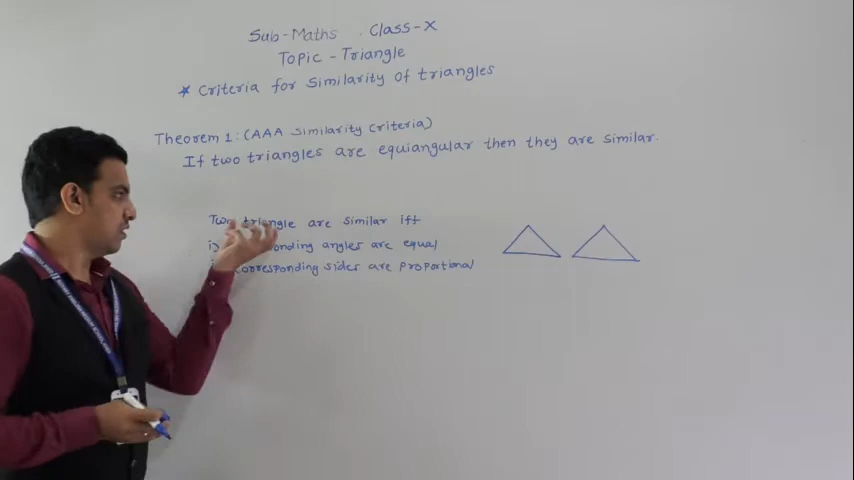 Sub-Maths . Class-X
Topic - Triangle
* Criteria for Similarity of triangles
Theorem 1: (AAA Similarity Criteria)
If two triangles are equiangular then they are similar.
Two triangle are similar iff
onding angles are equal
corresponding sides are proportional